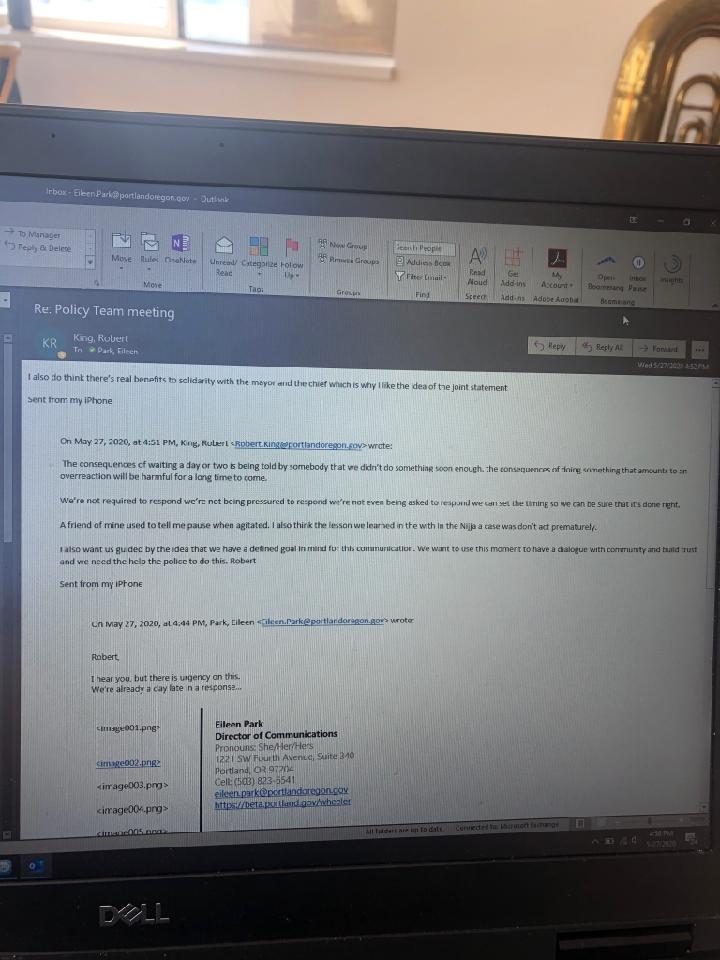 Inbox - Eileen.Park@portlandoregon.gov - Outlook
→ To Manager
Reply & Delete
Move
Rules
OneNote
Unread/
Read
Categorize
Follow
Up
New Group
Browse Groups
Search People
Address Book
Filter Email
Read
Aloud
Get
Add-ins
My
Account
Open
Boomerang
Inbox
Pause
Insights
Move
Tags
Groups
Find
Speech
Add-ins
Adobe Acrobat
Boomerang
Re: Policy Team meeting
KR
King, Robert
To Park, Eileen
Reply
Reply All
→ Forward
Wed 5/27/2020 4:52 PM
I also do think there's real benefits to solidarity with the mayor and the chief which is why I like the idea of the joint statement
Sent from my iPhone
On May 27, 2020, at 4:51 PM, King, Robert <Robert.King@portlandoregon.gov> wrote:
The consequences of waiting a day or two is being told by somebody that we didn't do something soon enough. the consequences of doing something that amounts to an
overreaction will be harmful for a long time to come.
We're not required to respond we're not being pressured to respond we're not even being asked to respond we can set the timing so we can be sure that it's done right.
A friend of mine used to tell me pause when agitated. I also think the lesson we learned in the with in the Nijja a case was don't act prematurely.
I also want us guided by the idea that we have a defined goal in mind for this communication. We want to use this moment to have a dialogue with community and build trust
and we need the help the police to do this. Robert
Sent from my iPhone
On May 27, 2020, at 4:44 PM, Park, Eileen <Eileen.Park@portlandoregon.gov> wrote:
Robert,
I hear you, but there is urgency on this.
We're already a day late in a response...
<image001.png>
<image002.png>
<image003.png>
<image004.png>
<image005.png>
Eileen Park
Director of Communications
Pronouns: She/Her/Hers
1221 SW Fourth Avenue, Suite 340
Portland, OR 97204
Cell: (503) 823-6541
eileen.park@portlandoregon.gov
https://beta.portland.gov/wheeler
All folders are up to date.
Connected to: Microsoft Exchange
5/27/2020
DELL